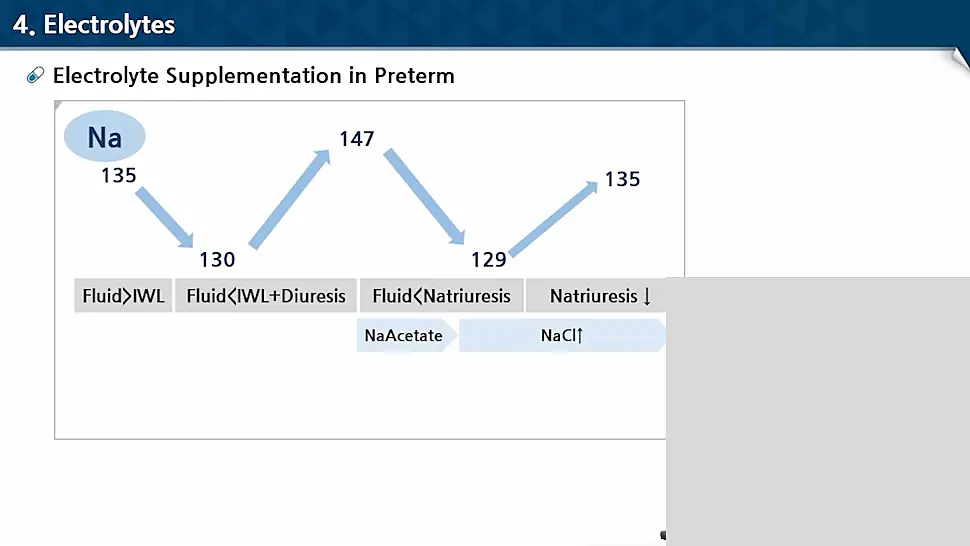 4. Electrolytes
Electrolyte Supplementation in Preterm
Na
147
135
135
130
129
Fluid>IWL
Fluid<IWL+Diuresis
Fluid<Natriuresis
Natriuresis ↓
NaAcetate
NaCl↑